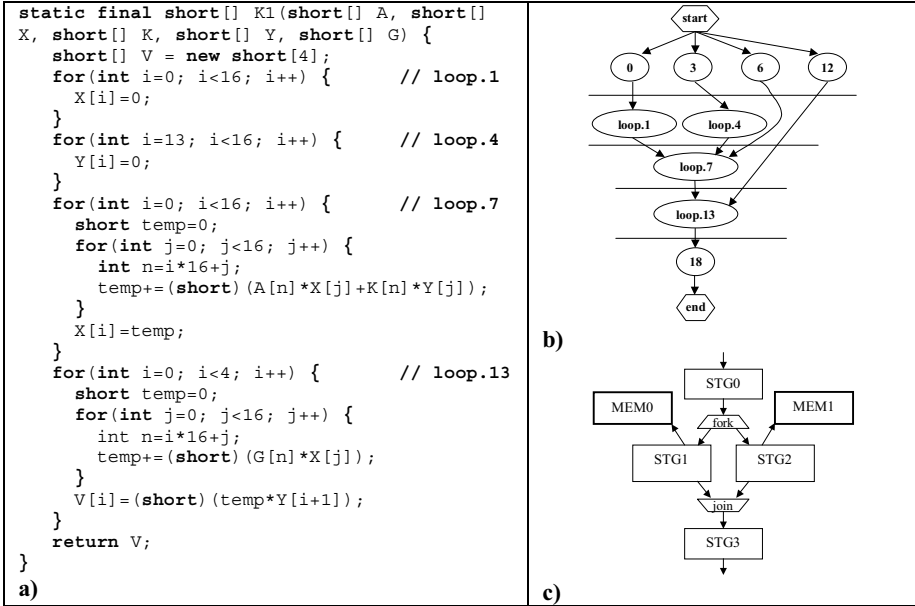 static final short[] K1(short[] A, short[]
X, short[] K, short[] Y, short[] G) {
short[] V = new short[4];
for(int i=0; i<16; i++) { // loop.1
X[i]=0;
}
for(int i=13; i<16; i++) { // loop.4
Y[i]=0;
}
for(int i=0; i<16; i++) { // loop.7
short temp=0;
for(int j=0; j<16; j++) {
int n=i*16+j;
temp+=(short)(A[n]*X[j]+K[n]*Y[j]);
}
X[i]=temp;
}
for(int i=0; i<4; i++) { // loop.13
short temp=0;
for(int j=0; j<16; j++) {
int n=i*16+j;
temp+=(short)(G[n]*X[j]);
}
V[i]=(short)(temp*Y[i+1]);
}
return V;
}
a)
start
0 3 6 12
loop.1 loop.4
loop.7
loop.13
18
end
b)
STG0
MEM0 MEM1
fork
STG1 STG2
join
STG3
c)